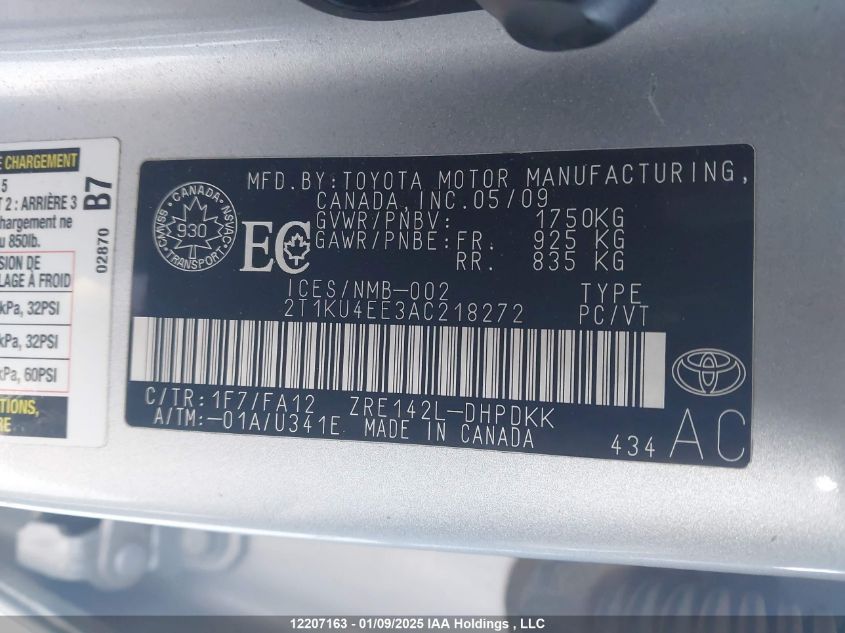 E CHARGEMENT
5
T 2 : ARRIÈRE 3
chargement ne
u 850lb.
SION DE
LAGE À FROID
kPa, 32PSI
kPa, 32PSI
kPa, 60PSI
TIONS,
RE
02870 B7
CANADA
CMVSS NSVAC
930
TRANSPORT
EC
MFD.BY:TOYOTA MOTOR MANUFACTURING,
CANADA, INC.05/09
GVWR/PNBV: 1750KG
GAWR/PNBE:FR. 925 KG
RR. 835 KG
ICES/NMB-002 TYPE
2T1KU4EE3AC218272 PC/VT
C/TR:1F7/FA12 ZRE142L-DHPDKK
A/TM:-01A/U341E MADE IN CANADA
434 AC
12207163 - 01/09/2025 IAA Holdings , LLC